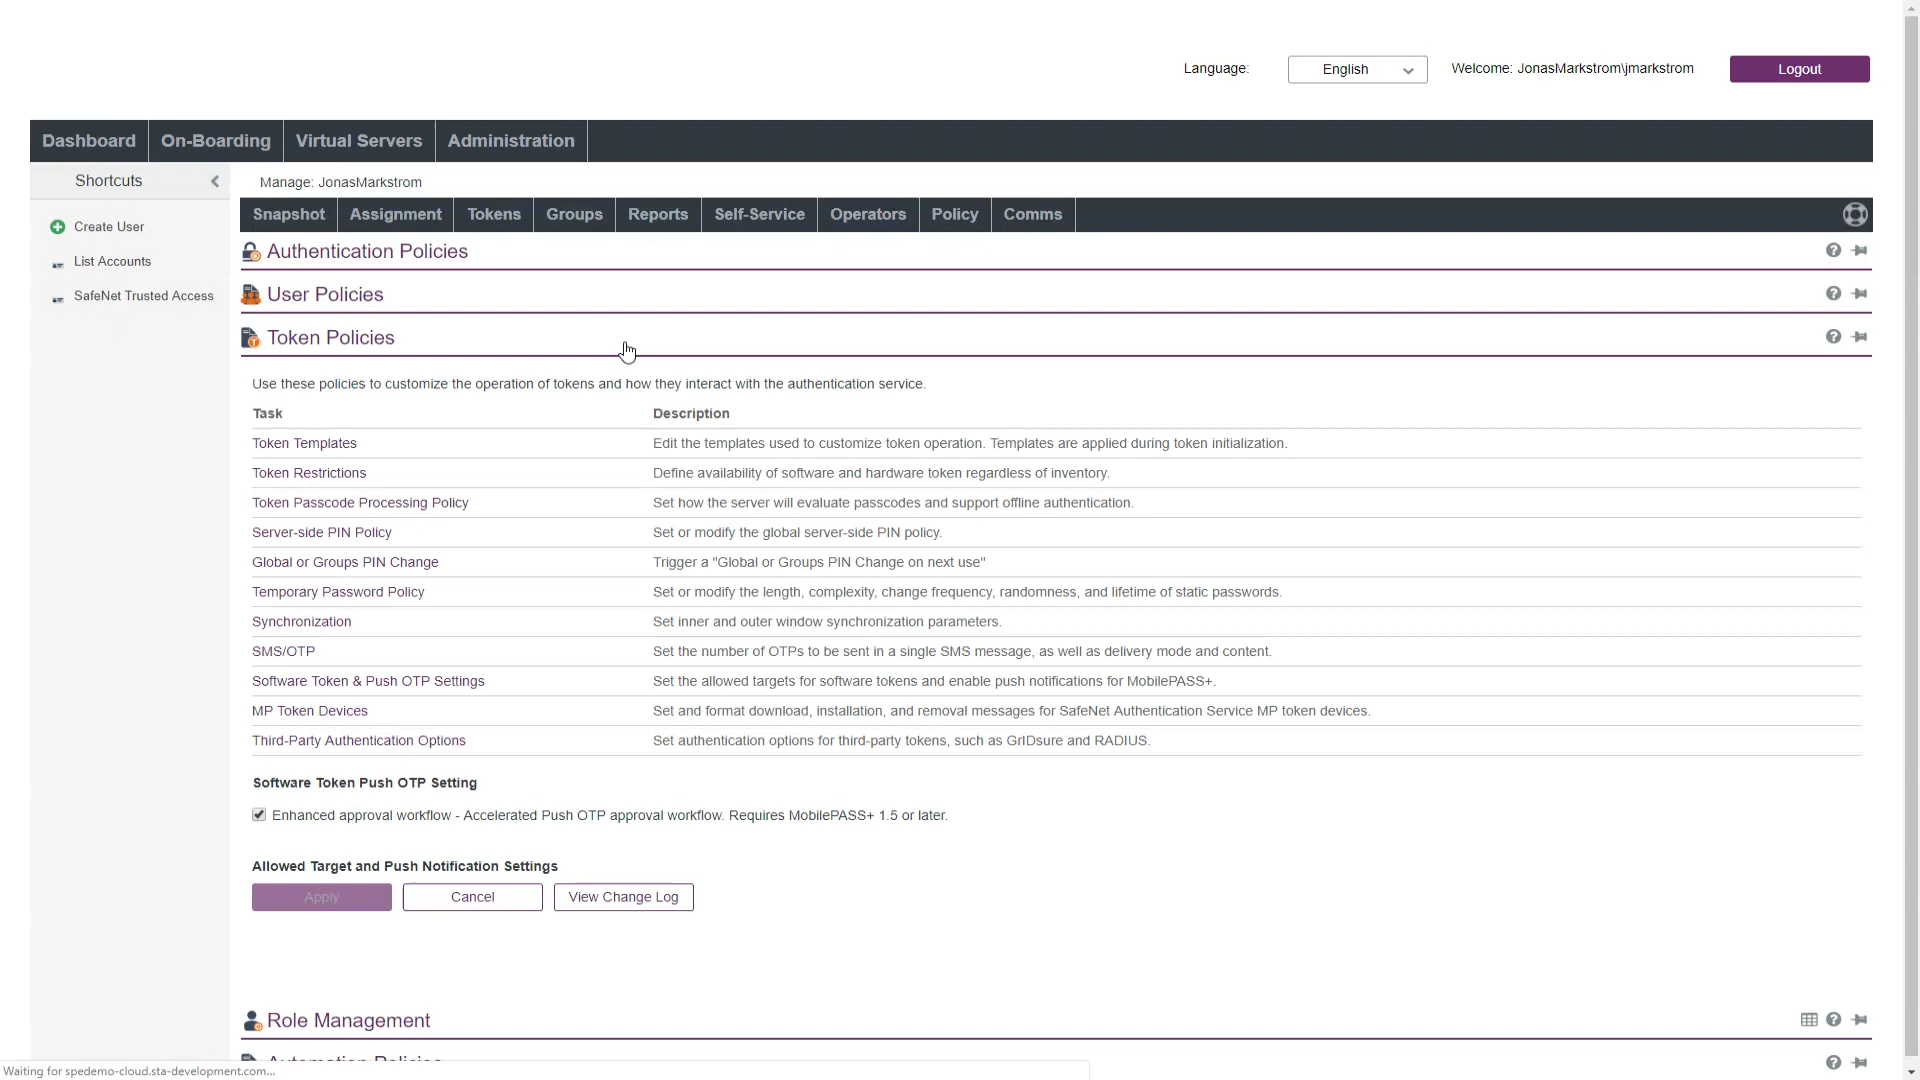 Language:
English
Welcome: JonasMarkstrom\jmarkstrom
Logout
Dashboard
On-Boarding
Virtual Servers
Administration
Shortcuts
Create User
List Accounts
SafeNet Trusted Access
Manage: JonasMarkstrom
Snapshot
Assignment
Tokens
Groups
Reports
Self-Service
Operators
Policy
Comms
Authentication Policies
User Policies
Token Policies
Use these policies to customize the operation of tokens and how they interact with the authentication service.
Task Description
Token Templates Edit the templates used to customize token operation. Templates are applied during token initialization.
Token Restrictions Define availability of software and hardware token regardless of inventory.
Token Passcode Processing Policy Set how the server will evaluate passcodes and support offline authentication.
Server-side PIN Policy Set or modify the global server-side PIN policy.
Global or Groups PIN Change Trigger a "Global or Groups PIN Change on next use"
Temporary Password Policy Set or modify the length, complexity, change frequency, randomness, and lifetime of static passwords.
Synchronization Set inner and outer window synchronization parameters.
SMS/OTP Set the number of OTPs to be sent in a single SMS message, as well as delivery mode and content.
Software Token & Push OTP Settings Set the allowed targets for software tokens and enable push notifications for MobilePASS+.
MP Token Devices Set and format download, installation, and removal messages for SafeNet Authentication Service MP token devices.
Third-Party Authentication Options Set authentication options for third-party tokens, such as GrIDsure and RADIUS.
Software Token Push OTP Setting
Enhanced approval workflow - Accelerated Push OTP approval workflow. Requires MobilePASS+ 1.5 or later.
Allowed Target and Push Notification Settings
Apply
Cancel
View Change Log
Role Management
Automation Policies
Waiting for spedemo-cloud.sta-development.com...